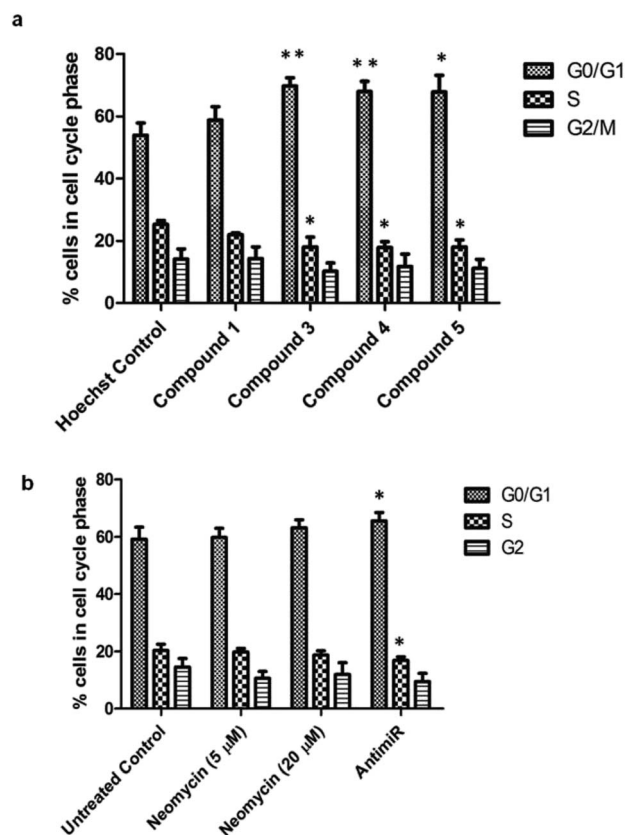 a
% cells in cell cycle phase
80
60
40
20
0
** ** *
* * *
G0/G1
S
G2/M
Hoechst Control
Compound 1
Compound 3
Compound 4
Compound 5
b
% cells in cell cycle phase
80
60
40
20
0
*
*
G0/G1
S
G2
Untreated Control
Neomycin (5 μM)
Neomycin (20 μM)
AntimiR